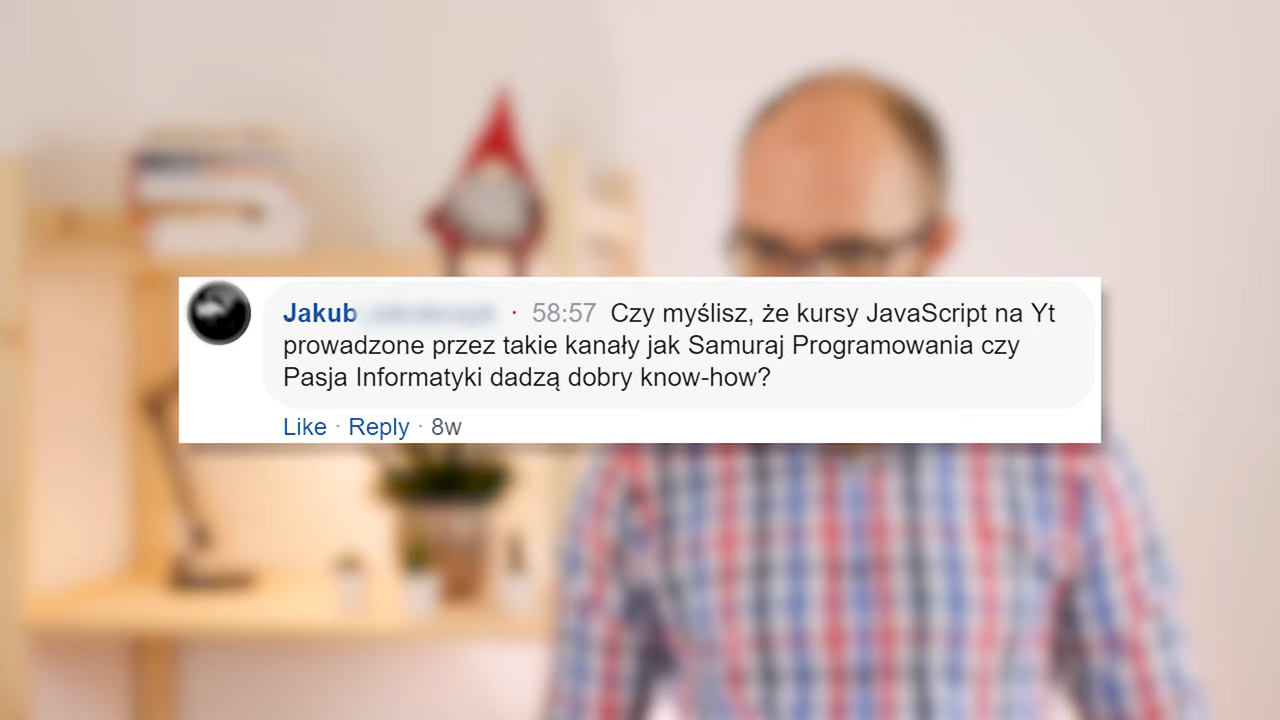 Jakub · 58:57 Czy myślisz, że kursy JavaScript na Yt
prowadzone przez takie kanały jak Samuraj Programowania czy
Pasja Informatyki dadzą dobry know-how?
Like · Reply · 8w